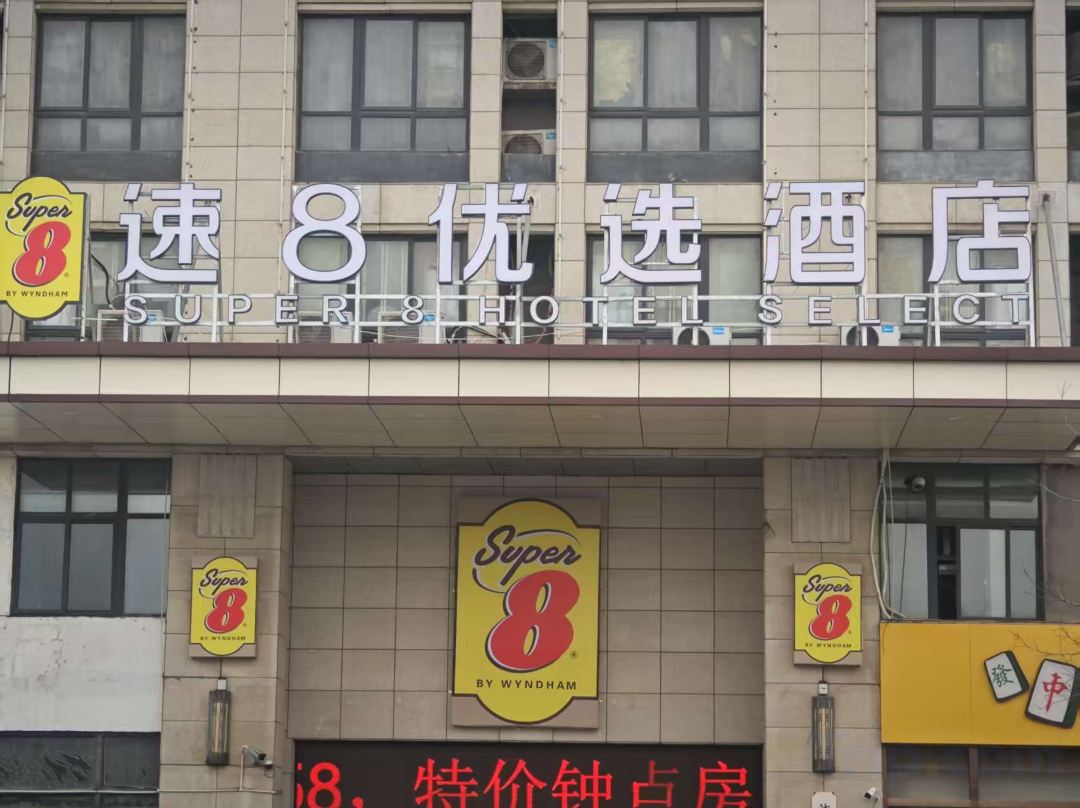 Super
8
BY WYNDHAM
速8优选酒店
SUPER 8 HOTEL SELECT
Super
8
BY WYNDHAM
Super
8
BY WYNDHAM
Super
8
BY WYNDHAM
發
中
58.特价钟点房